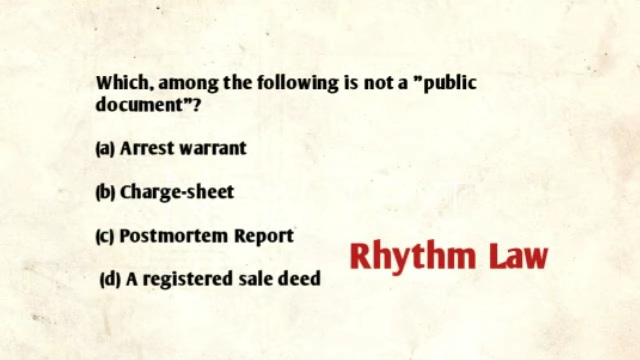 Which, among the following is not a "public
document"?
(a) Arrest warrant
(b) Charge-sheet
(c) Postmortem Report
(d) A registered sale deed
Rhythm Law